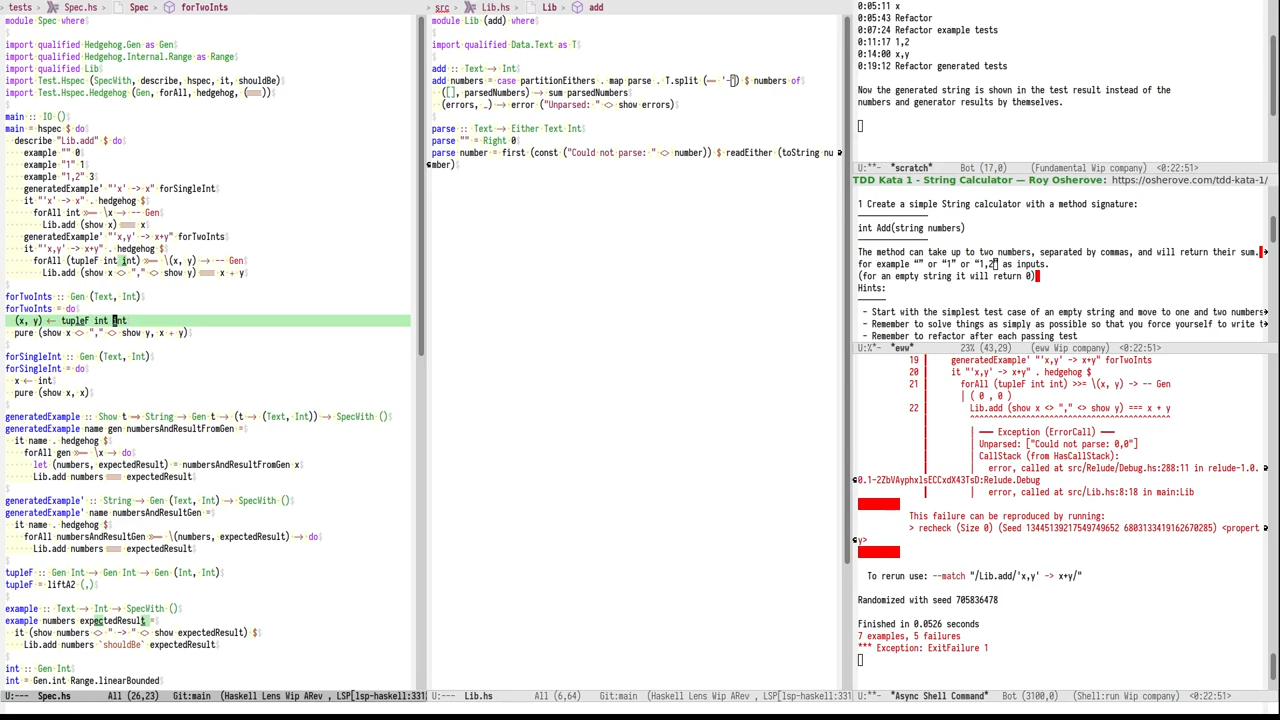 tests > Spec.hs > Spec > forTwoInts
module Spec where
import qualified Hedgehog.Gen as Gen
import qualified Hedgehog.Internal.Range as Range
import qualified Lib
import Test.Hspec (SpecWith, describe, hspec, it, shouldBe)
import Test.Hspec.Hedgehog (Gen, forAll, hedgehog, (===))
main :: IO ()
main = hspec $ do
describe "Lib.add" $ do
example "" 0
example "1" 1
example "1,2" 3
generatedExample' "'x' -> x" forSingleInt
it "'x' -> x" . hedgehog $
forAll int >>= \x -> -- Gen
Lib.add (show x) === x
generatedExample' "'x,y' -> x+y" forTwoInts
it "'x,y' -> x+y" . hedgehog $
forAll (tupleF int int) >>= \(x, y) -> -- Gen
Lib.add (show x <> "," <> show y) === x + y
forTwoInts :: Gen (Text, Int)
forTwoInts = do
(x, y) <- tupleF int int
pure (show x <> "," <> show y, x + y)
forSingleInt :: Gen (Text, Int)
forSingleInt = do
x <- int
pure (show x, x)
generatedExample :: Show t => String -> Gen t -> (t -> (Text, Int)) -> SpecWith ()
generatedExample name gen numbersAndResultFromGen =
it name . hedgehog $
forAll gen >>= \x -> do
let (numbers, expectedResult) = numbersAndResultFromGen x
Lib.add numbers === expectedResult
generatedExample' :: String -> Gen (Text, Int) -> SpecWith ()
generatedExample' name numbersAndResultGen =
it name . hedgehog $
forAll numbersAndResultGen >>= \(numbers, expectedResult) -> do
Lib.add numbers === expectedResult
tupleF :: Gen Int -> Gen Int -> Gen (Int, Int)
tupleF = liftA2 (,)
example :: Text -> Int -> SpecWith ()
example numbers expectedResult =
it (show numbers <> " -> " <> show expectedResult) $
Lib.add numbers `shouldBe` expectedResult
int :: Gen Int
int = Gen.int Range.linearBounded
U:--- Spec.hs All (26,23) Git:main (Haskell Lens Wip ARev , LSP[lsp-haskell:331
src > Lib.hs > Lib > add
module Lib (add) where
import qualified Data.Text as T
add :: Text -> Int
add numbers = case partitionEithers . map parse . T.split (== '-') $ numbers of
([], parsedNumbers) -> sum parsedNumbers
(errors, _) -> error ("Unparsed: " <> show errors)
parse :: Text -> Either Text Int
parse "" = Right 0
parse number = first (const ("Could not parse: " <> number)) $ readEither (toString nu
mber)
U:--- Lib.hs All (6,64) Git:main (Haskell Lens Wip ARev , LSP[lsp-haskell:331
0:05:11 x
0:05:43 Refactor
0:07:24 Refactor example tests
0:11:17 1,2
0:14:00 x,y
0:19:12 Refactor generated tests
Now the generated string is shown in the test result instead of the
numbers and generator results by themselves.
U:**- *scratch* Bot (17,0) (Fundamental Wip company) <0:22:51>
TDD Kata 1 - String Calculator — Roy Osherove: https://osherove.com/tdd-kata-1/
1 Create a simple String calculator with a method signature:
int Add(string numbers)
The method can take up to two numbers, separated by commas, and will return their sum.
for example “” or “1” or “1,2” as inputs.
(for an empty string it will return 0)
Hints:
- Start with the simplest test case of an empty string and move to one and two numbers
- Remember to solve things as simply as possible so that you force yourself to write t
- Remember to refactor after each passing test
U:%*- *eww* 23% (43,29) (eww Wip company) <0:22:51>
19 generatedExample' "'x,y' -> x+y" forTwoInts
20 it "'x,y' -> x+y" . hedgehog $
21 forAll (tupleF int int) >>= \(x, y) -> -- Gen
| ( 0 , 0 )
22 Lib.add (show x <> "," <> show y) === x + y
^^^^^^^^^^^^^^^^^^^^^^^^^^^^^^^^^^^^^^^^^^^
| ━━━ Exception (ErrorCall) ━━━
| Unparsed: ["Could not parse: 0,0"]
| CallStack (from HasCallStack):
| error, called at src/Relude/Debug.hs:288:11 in relude-1.0.
0.1-2ZbVAyphxlsECCxdX43TsD:Relude.Debug
| error, called at src/Lib.hs:8:18 in main:Lib
This failure can be reproduced by running:
> recheck (Size 0) (Seed 13445139217549749652 6803133419162670285) <propert
y>
To rerun use: --match "/Lib.add/'x,y' -> x+y/"
Randomized with seed 705836478
Finished in 0.0526 seconds
7 examples, 5 failures
*** Exception: ExitFailure 1
U:**- *Async Shell Command* Bot (3100,0) (Shell:run Wip company) <0:22:51>